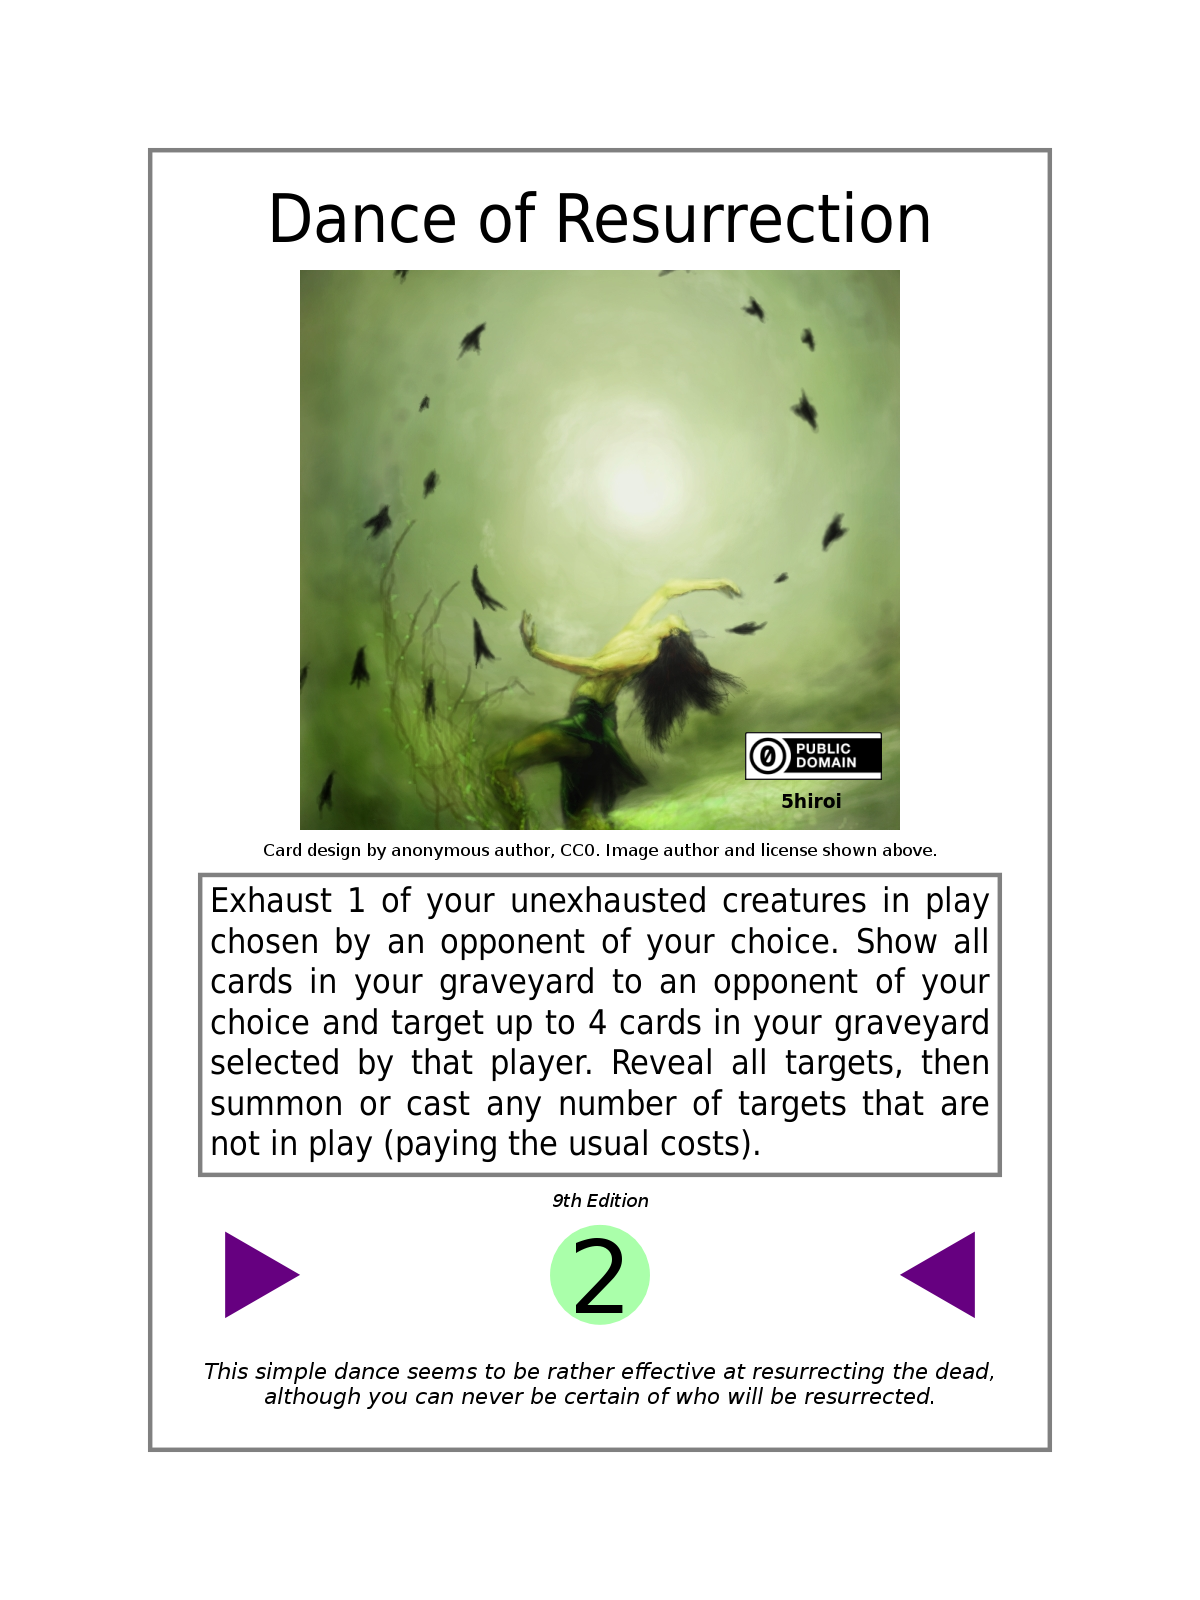 Dance of Resurrection
0 PUBLIC
DOMAIN
5hiroi
Card design by anonymous author, CC0. Image author and license shown above.
Exhaust 1 of your unexhausted creatures in play
chosen by an opponent of your choice. Show all
cards in your graveyard to an opponent of your
choice and target up to 4 cards in your graveyard
selected by that player. Reveal all targets, then
summon or cast any number of targets that are
not in play (paying the usual costs).
9th Edition
2
This simple dance seems to be rather effective at resurrecting the dead,
although you can never be certain of who will be resurrected.